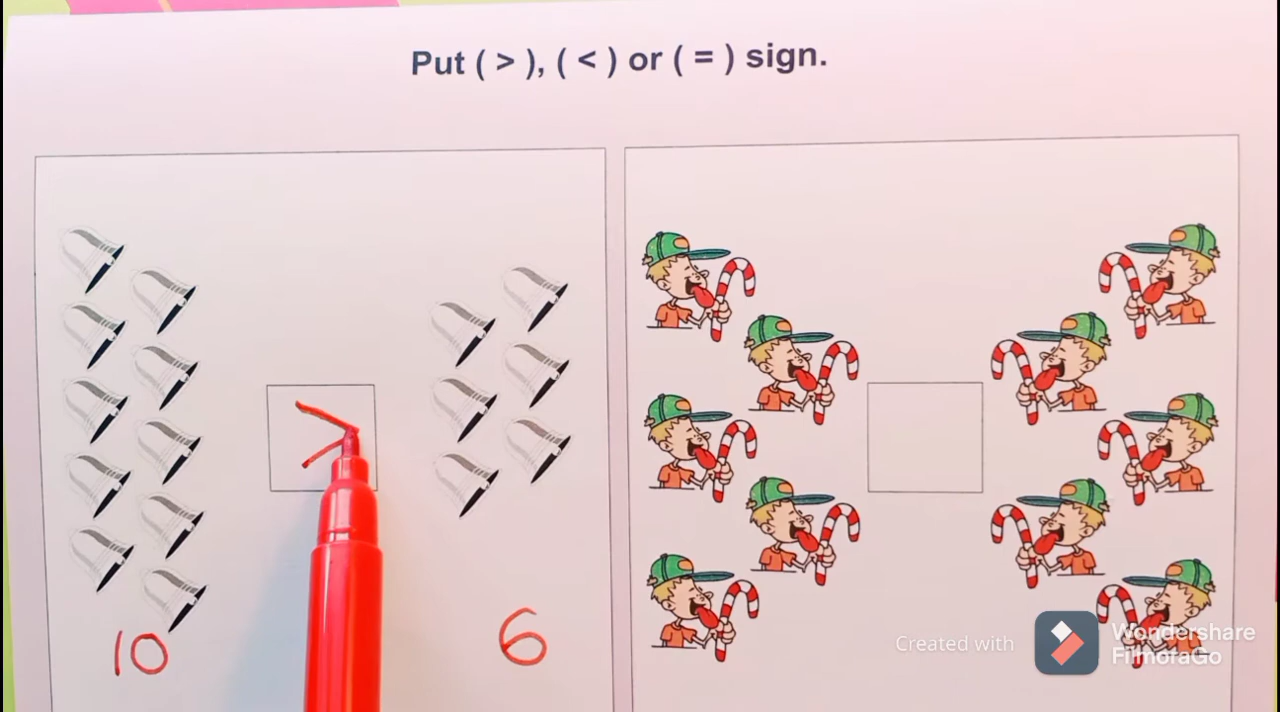 Put ( > ), ( < ) or ( = ) sign.
>
10
6
Created with
Wondershare
FilmoraGo